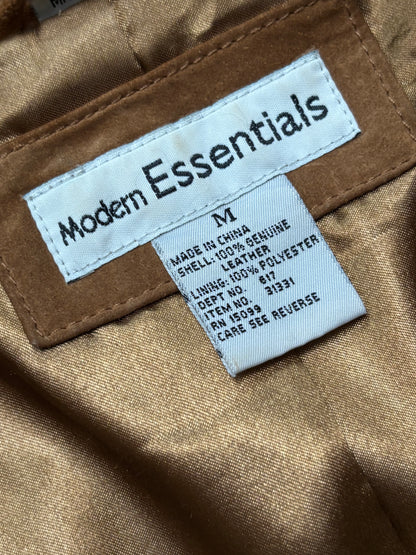 Modern Essentials
M
MADE IN CHINA
SHELL: 100% GENUINE
LEATHER
LINING: 100% POLYESTER
DEPT NO. 617
ITEM NO. 31331
RN 15099
CARE SEE REVERSE